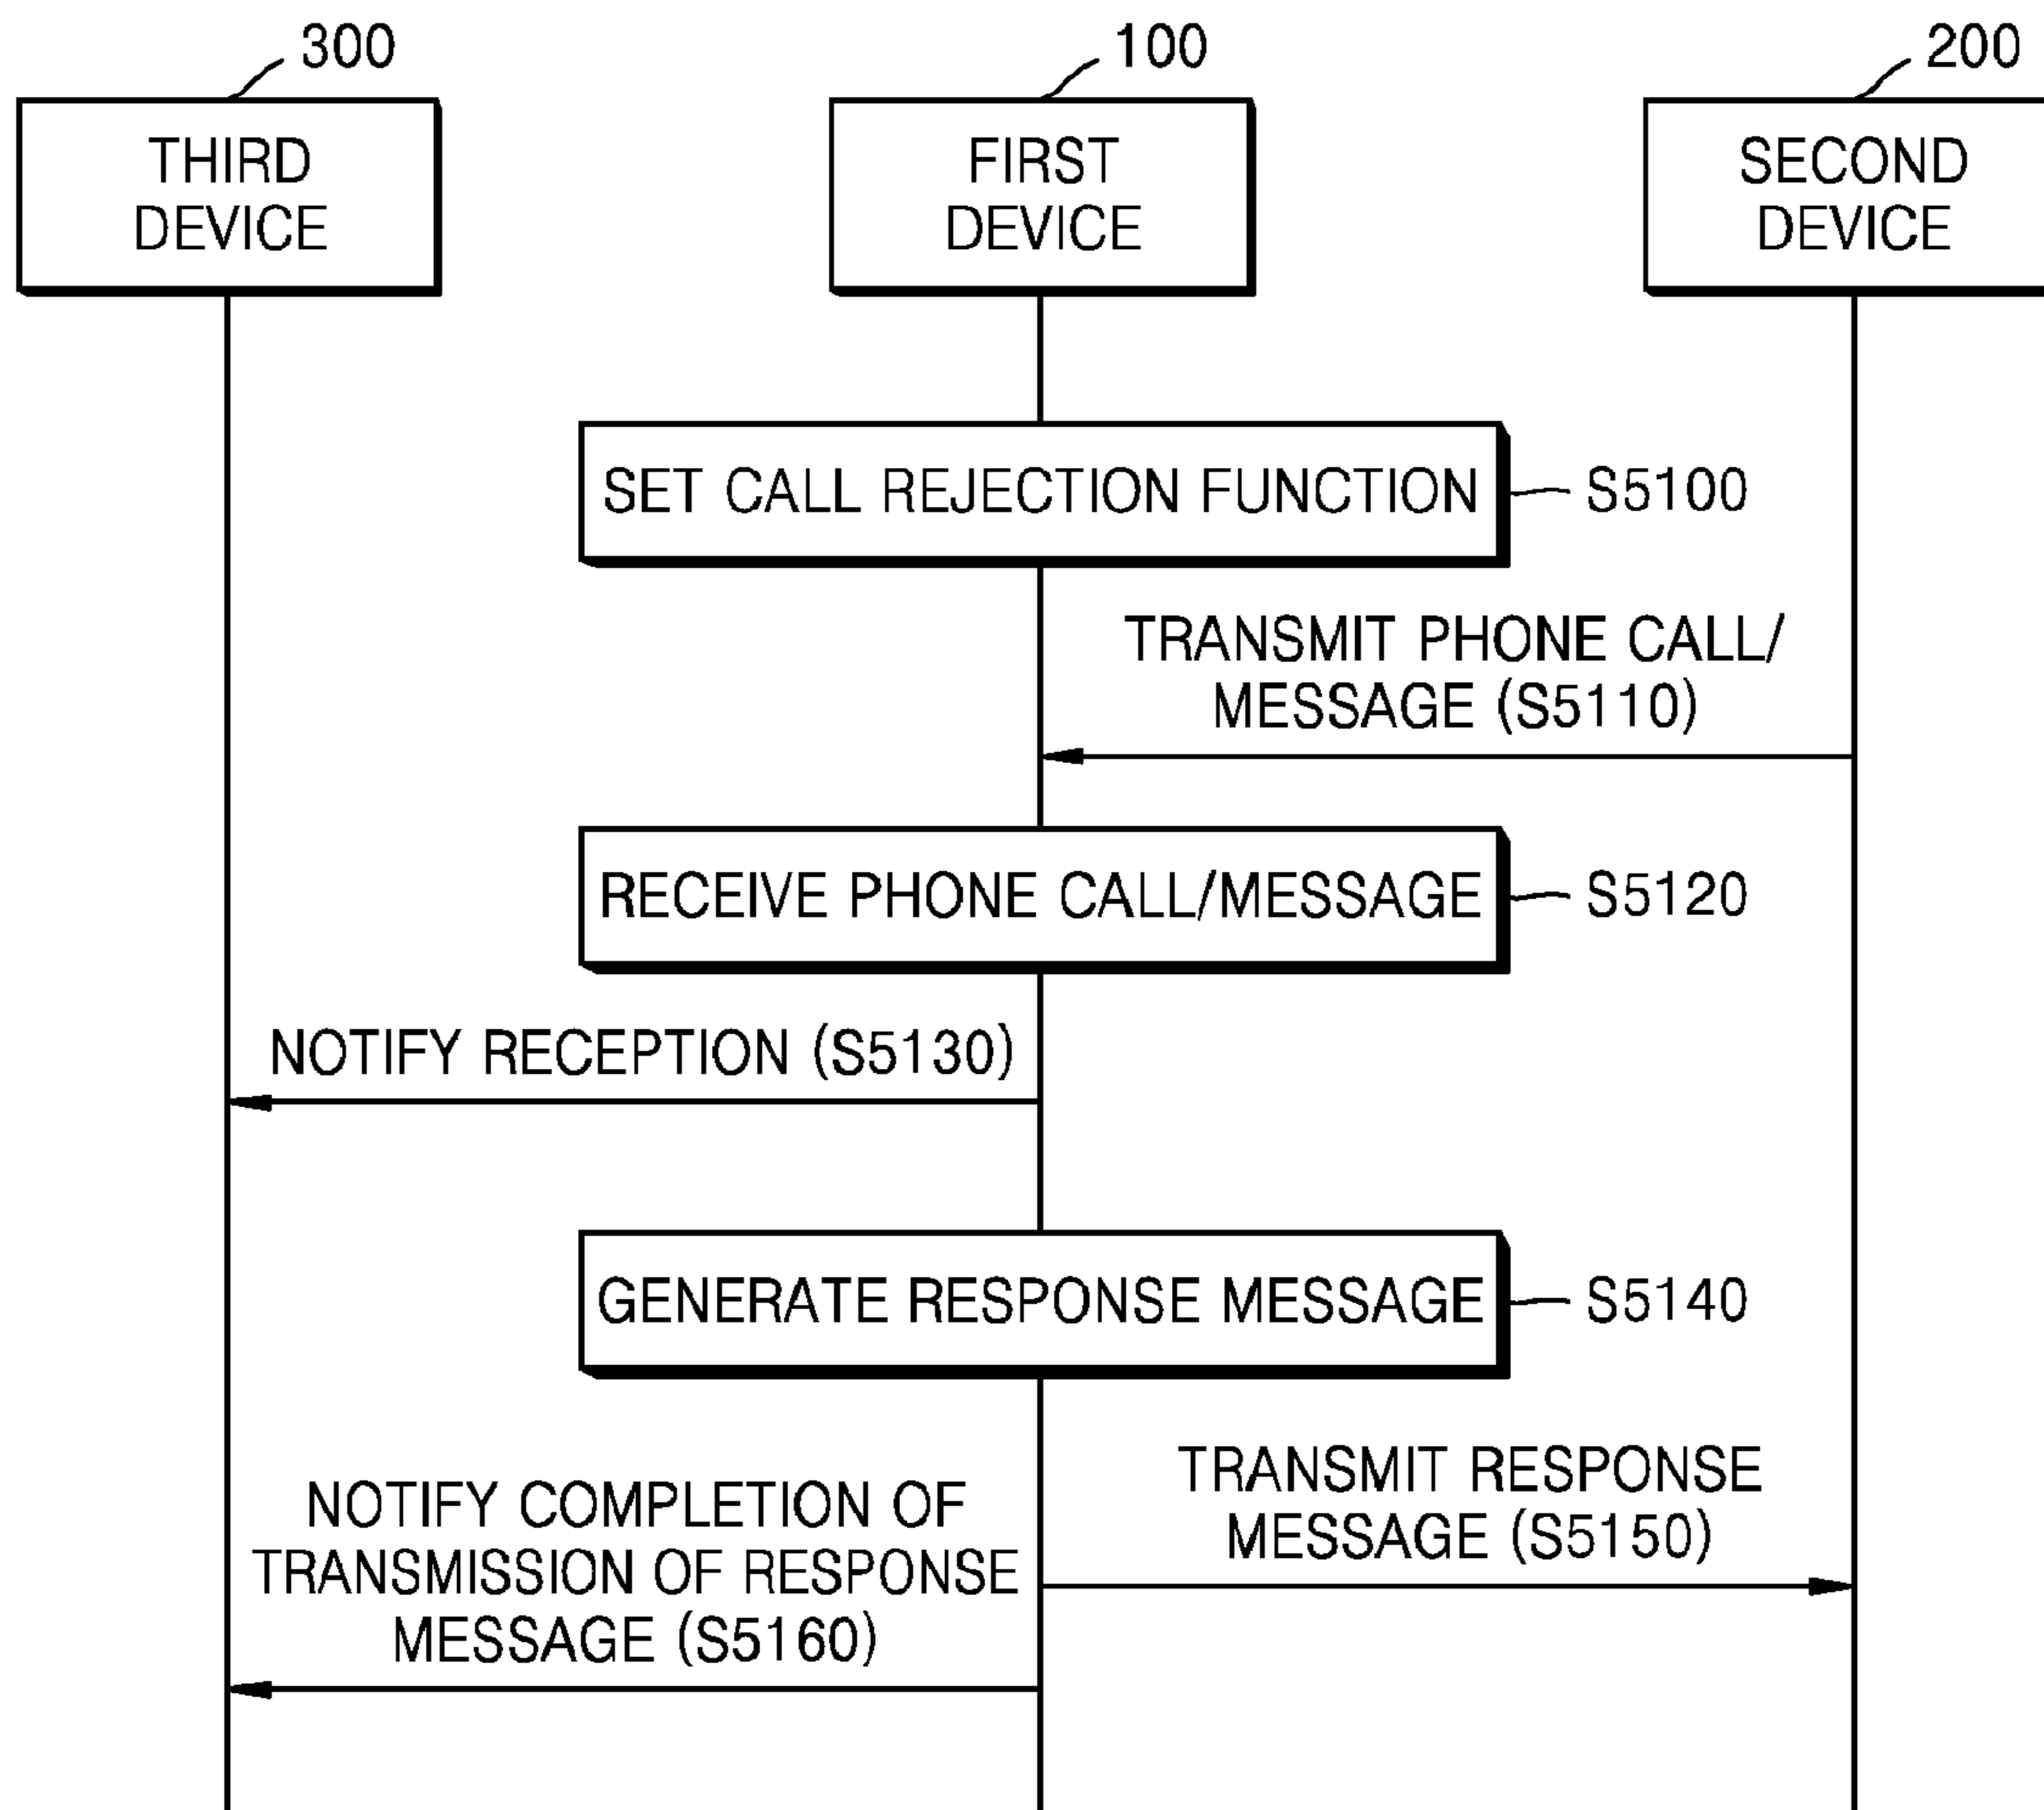 300
100
200
THIRD
DEVICE
FIRST
DEVICE
SECOND
DEVICE
SET CALL REJECTION FUNCTION
S5100
TRANSMIT PHONE CALL/
MESSAGE (S5110)
RECEIVE PHONE CALL/MESSAGE
S5120
NOTIFY RECEPTION (S5130)
GENERATE RESPONSE MESSAGE
S5140
TRANSMIT RESPONSE
MESSAGE (S5150)
NOTIFY COMPLETION OF
TRANSMISSION OF RESPONSE
MESSAGE (S5160)